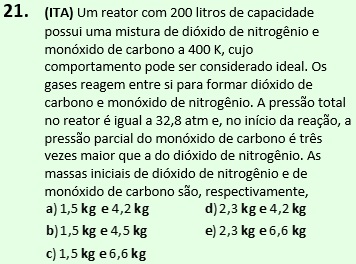 21. (ITA) Um reator com 200 litros de capacidade
possui uma mistura de dióxido de nitrogênio e
monóxido de carbono a 400 K, cujo
comportamento pode ser considerado ideal. Os
gases reagem entre si para formar dióxido de
carbono e monóxido de nitrogênio. A pressão total
no reator é igual a 32,8 atm e, no início da reação, a
pressão parcial do monóxido de carbono é três
vezes maior que a do dióxido de nitrogênio. As
massas iniciais de dióxido de nitrogênio e de
monóxido de carbono são, respectivamente,
a) 1,5 kg e 4,2 kg d) 2,3 kg e 4,2 kg
b) 1,5 kg e 4,5 kg e) 2,3 kg e 6,6 kg
c) 1,5 kg e 6,6 kg